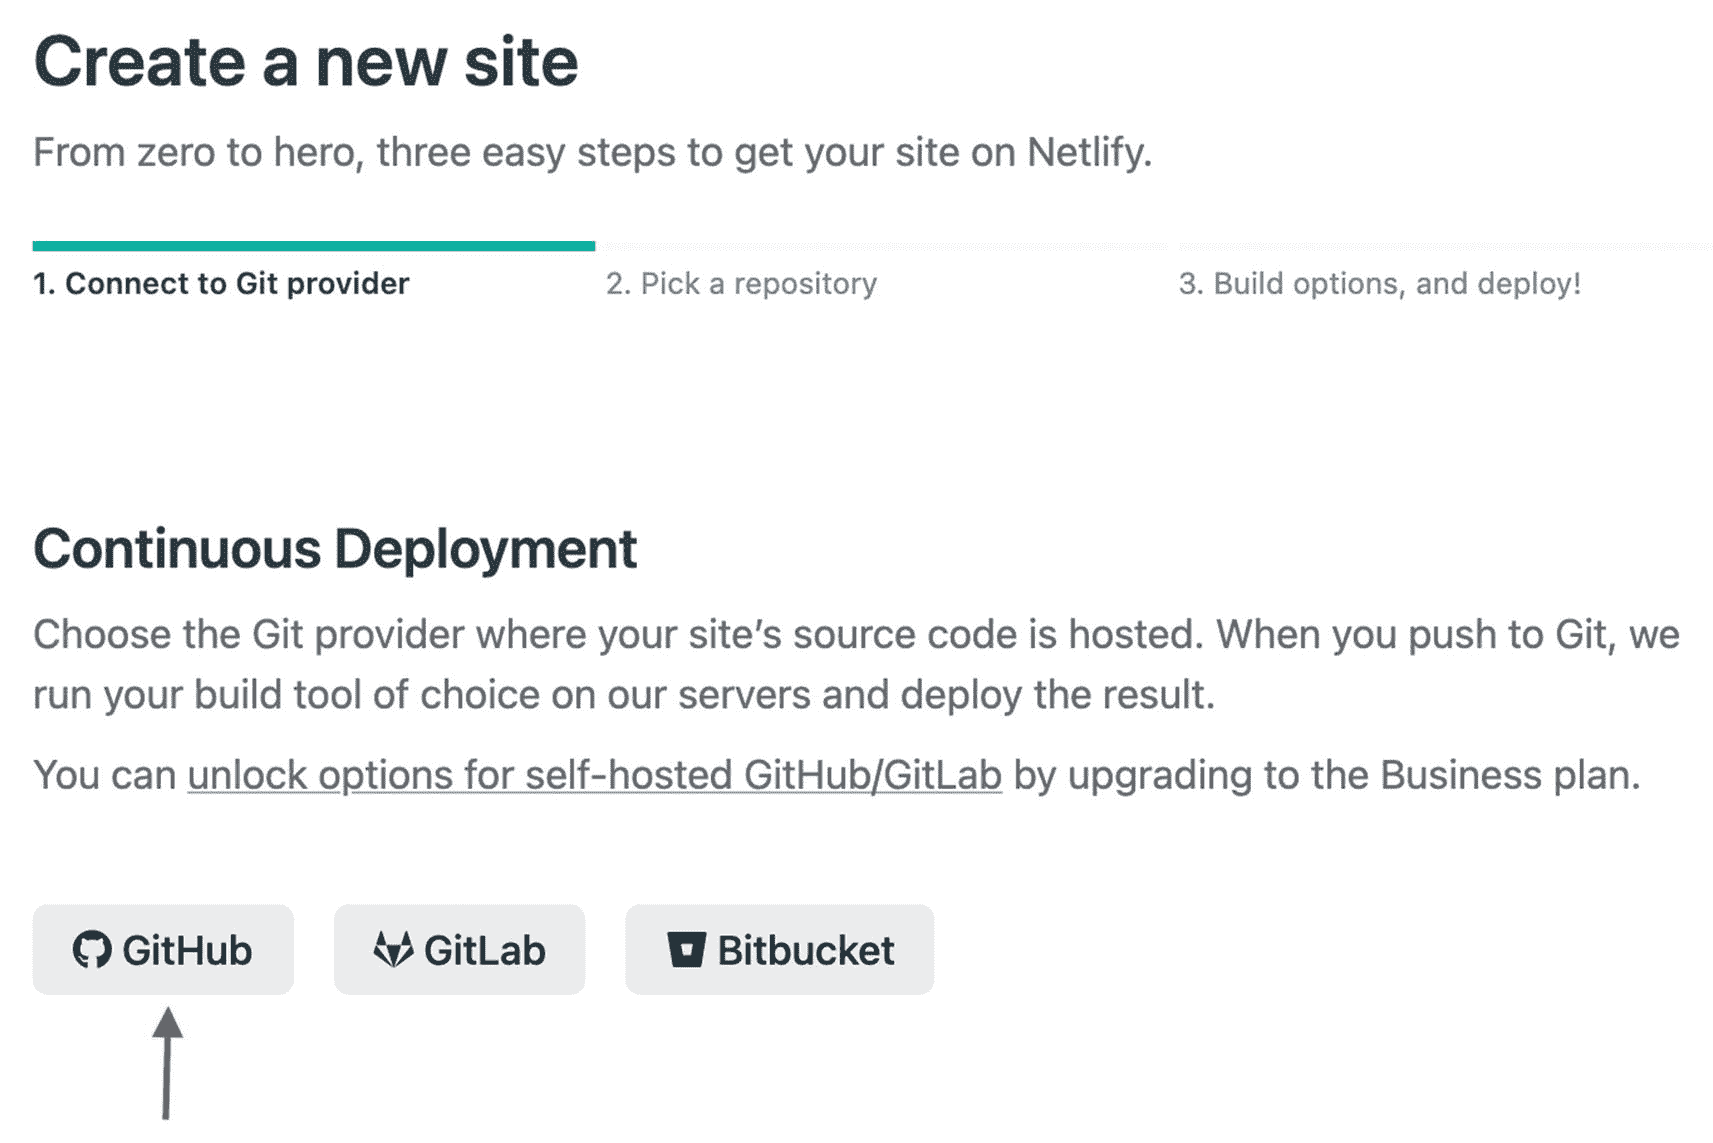 Create a new site
From zero to hero, three easy steps to get your site on Netlify.
1. Connect to Git provider
2. Pick a repository
3. Build options, and deploy!
Continuous Deployment
Choose the Git provider where your site’s source code is hosted. When you push to Git, we
run your build tool of choice on our servers and deploy the result.
You can unlock options for self-hosted GitHub/GitLab by upgrading to the Business plan.
GitHub
GitLab
Bitbucket